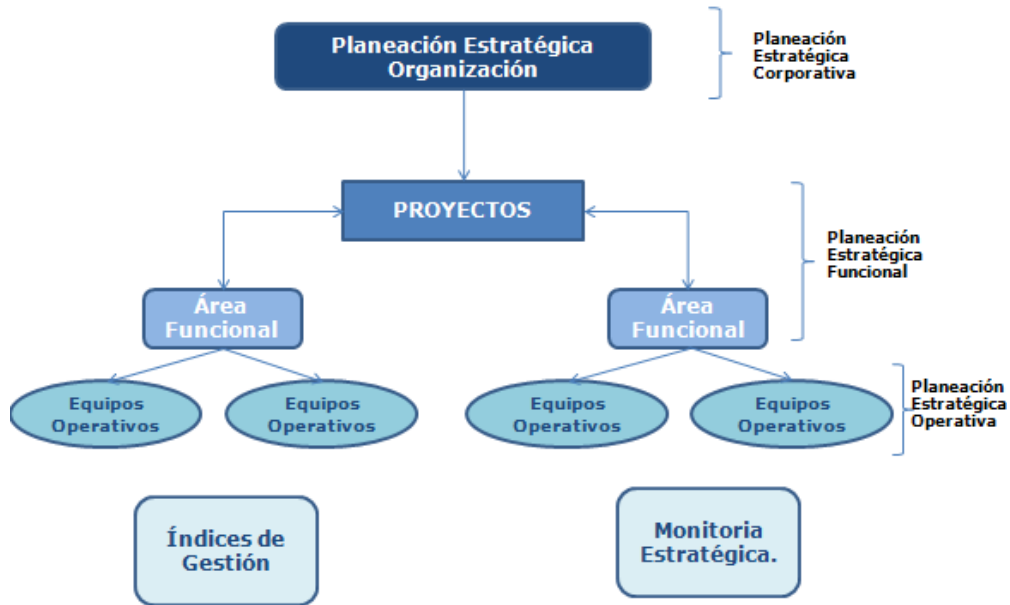 Planeación Estratégica
Organización
Planeación
Estratégica
Corporativa
PROYECTOS
Planeación
Estratégica
Funcional
Área
Funcional
Área
Funcional
Equipos
Operativos
Equipos
Operativos
Equipos
Operativos
Equipos
Operativos
Planeación
Estratégica
Operativa
Índices de
Gestión
Monitoria
Estratégica.